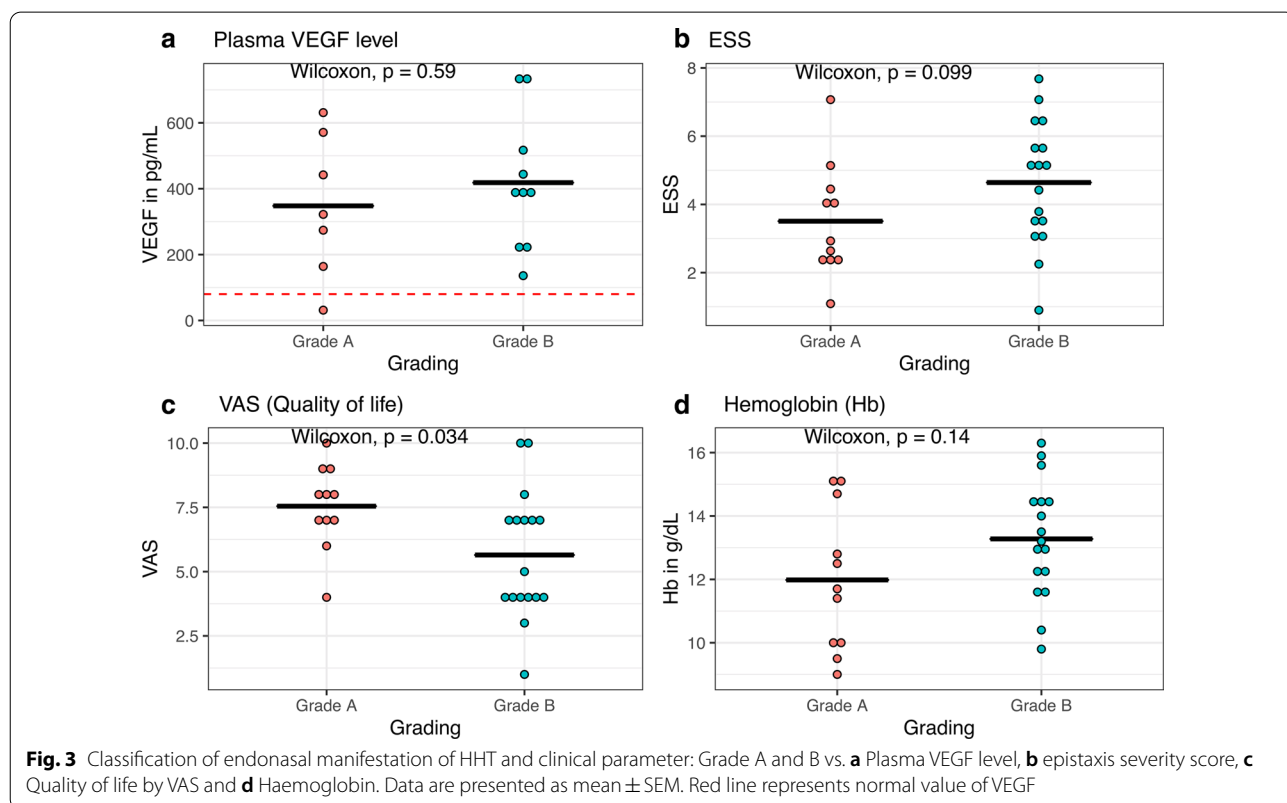 a Plasma VEGF level
Wilcoxon, p = 0.59
VEGF in pg/mL
600
400
200
0
Grade A Grade B
Grading
b ESS
Wilcoxon, p = 0.099
ESS
8
6
4
2
Grade A Grade B
Grading
c VAS (Quality of life)
Wilcoxon, p = 0.034
VAS
10.0
7.5
5.0
2.5
Grade A Grade B
Grading
d Hemoglobin (Hb)
Wilcoxon, p = 0.14
Hb in g/dL
16
14
12
10
Grade A Grade B
Grading
Fig. 3 Classification of endonasal manifestation of HHT and clinical parameter: Grade A and B vs. a Plasma VEGF level, b epistaxis severity score, c
Quality of life by VAS and d Haemoglobin. Data are presented as mean ± SEM. Red line represents normal value of VEGF